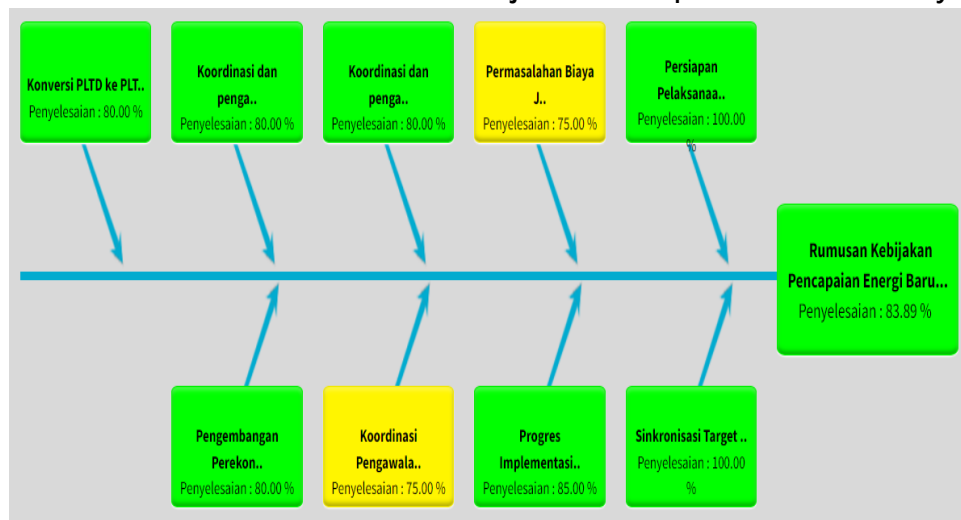 Konversi PLTD ke PLT..
Penyelesaian : 80.00 %
Koordinasi dan
penga..
Penyelesaian : 80.00 %
Koordinasi dan
penga..
Penyelesaian : 80.00 %
Permasalahan Biaya
J..
Penyelesaian : 75.00 %
Persiapan
Pelaksanaa..
Penyelesaian : 100.00
%
Rumusan Kebijakan
Pencapaian Energi Baru...
Penyelesaian : 83.89 %
Pengembangan
Perekon..
Penyelesaian : 80.00 %
Koordinasi
Pengawala..
Penyelesaian : 75.00 %
Progres
Implementasi..
Penyelesaian : 85.00 %
Sinkronisasi Target ..
Penyelesaian : 100.00
%